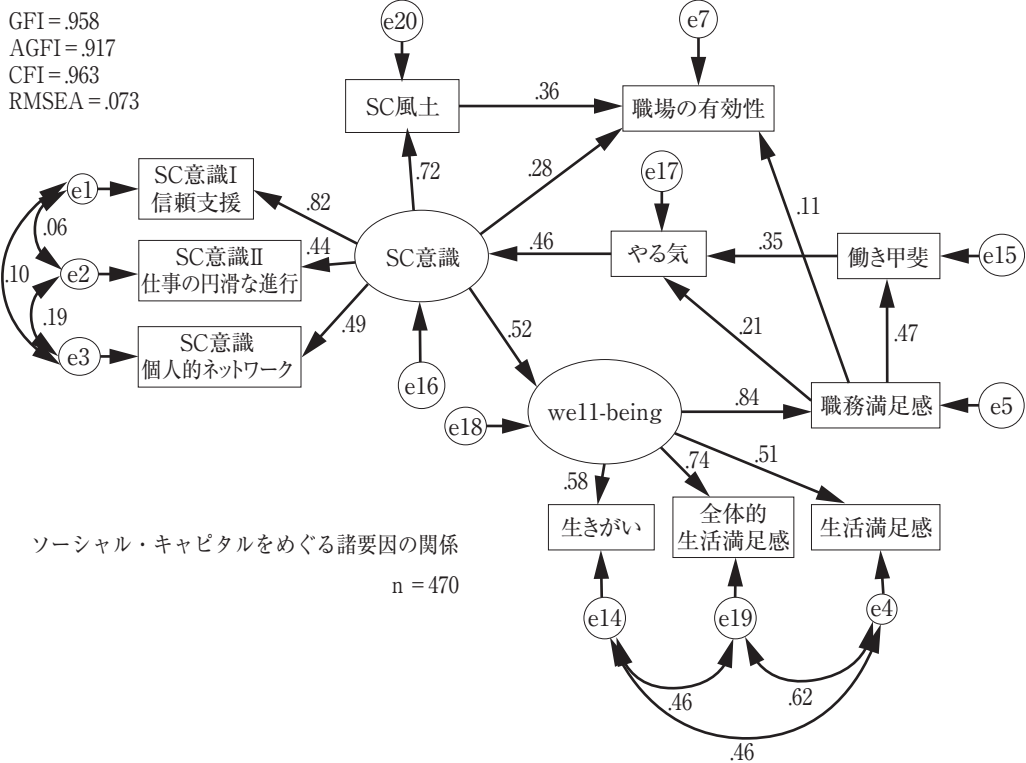 GFI=.958
AGFI=.917
CFI=.963
RMSEA=.073
e20
e7
SC風土
.36
職場の有効性
.72
.28
e17
.11
e1
SC意識Ⅰ
信頼支援
.82
.06
.10
e2
SC意識Ⅱ
仕事の円滑な進行
.44
SC意識
.46
やる気
.35
働き甲斐
e15
.19
e3
SC意識
個人的ネットワーク
.49
.52
.21
.47
e16
e18
we11-being
.84
職務満足感
e5
.58
.74
.51
生きがい
全体的
生活満足感
生活満足感
ソーシャル・キャピタルをめぐる諸要因の関係
n=470
e14
e19
e4
.46
.62
.46